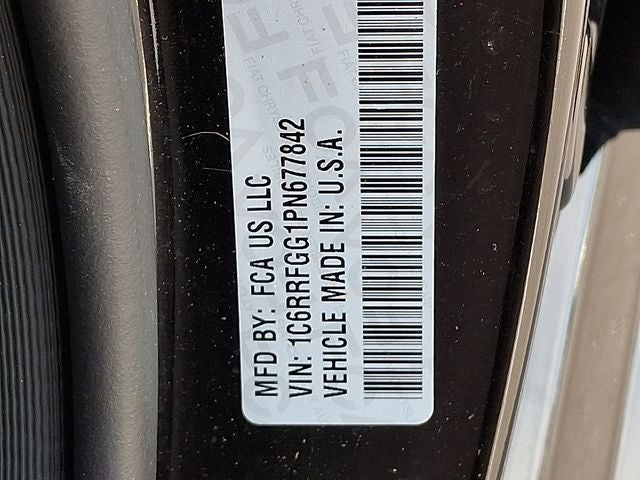 MFD BY: FCA US LLC
VIN: 1C6RRFGG1PN677842
VEHICLE MADE IN: U.S.A.